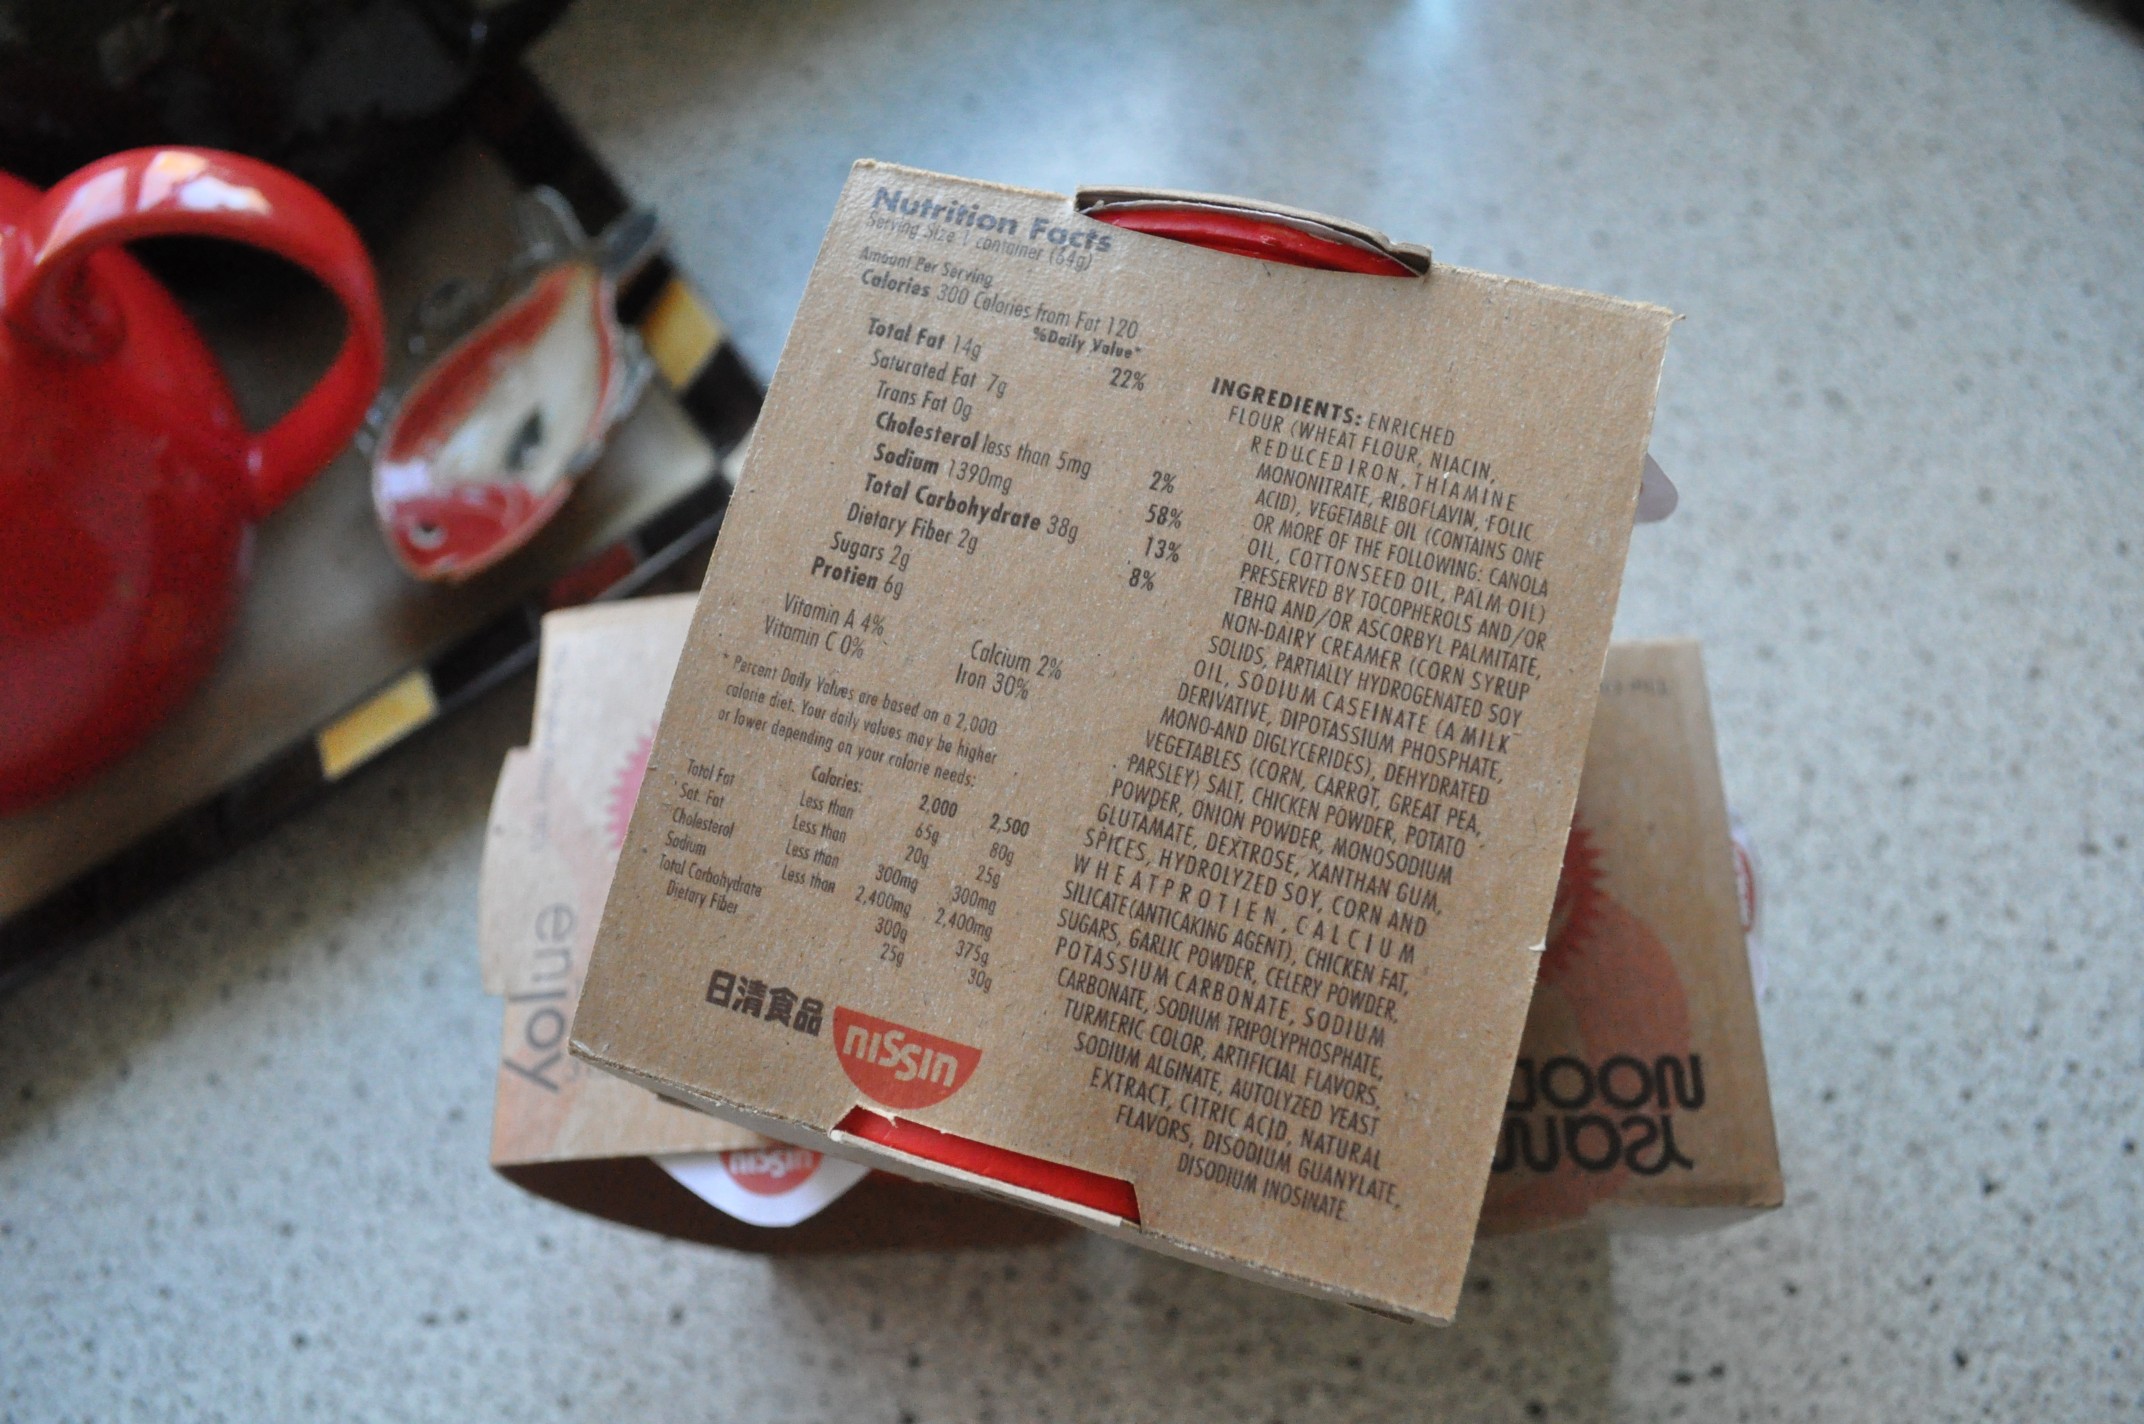 Nutrition Facts
Serving Size 1 container (64g)
Amount Per Serving
Calories 300 Calories from Fat 120
%Daily Value*
Total Fat 14g 22%
Saturated Fat 7g
Trans Fat 0g
Cholesterol less than 5mg 2%
Sodium 1390mg 58%
Total Carbohydrate 38g 13%
Dietary Fiber 2g 8%
Sugars 2g
Protien 6g
Vitamin A 4% Calcium 2%
Vitamin C 0% Iron 30%
* Percent Daily Values are based on a 2,000
calorie diet. Your daily values may be higher
or lower depending on your calorie needs:
Calories: 2,000 2,500
Total Fat Less than 65g 80g
Sat. Fat Less than 20g 25g
Cholesterol Less than 300mg 300mg
Sodium Less than 2,400mg 2,400mg
Total Carbohydrate 300g 375g
Dietary Fiber 25g 30g
日清食品 nissin
INGREDIENTS: ENRICHED
FLOUR (WHEAT FLOUR, NIACIN,
REDUCED IRON, THIAMINE
MONONITRATE, RIBOFLAVIN, FOLIC
ACID), VEGETABLE OIL (CONTAINS ONE
OR MORE OF THE FOLLOWING: CANOLA
OIL, COTTONSEED OIL, PALM OIL)
PRESERVED BY TOCOPHEROLS AND/OR
TBHQ AND/OR ASCORBYL PALMITATE,
NON-DAIRY CREAMER (CORN SYRUP
SOLIDS, PARTIALLY HYDROGENATED SOY
OIL, SODIUM CASEINATE (A MILK
DERIVATIVE, DIPOTASSIUM PHOSPHATE,
MONO-AND DIGLYCERIDES), DEHYDRATED
VEGETABLES (CORN, CARROT, GREAT PEA,
PARSLEY) SALT, CHICKEN POWDER, POTATO
POWDER, ONION POWDER, MONOSODIUM
GLUTAMATE, DEXTROSE, XANTHAN GUM,
SPICES, HYDROLYZED SOY, CORN AND
WHEAT PROTIEN, CALCIUM
SILICATE (ANTICAKING AGENT), CHICKEN FAT,
SUGARS, GARLIC POWDER, CELERY POWDER,
POTASSIUM CARBONATE, SODIUM
CARBONATE, SODIUM TRIPOLYPHOSPHATE,
TURMERIC COLOR, ARTIFICIAL FLAVORS,
SODIUM ALGINATE, AUTOLYZED YEAST
EXTRACT, CITRIC ACID, NATURAL
FLAVORS, DISODIUM GUANYLATE,
DISODIUM INOSINATE.
enjoy
nissin